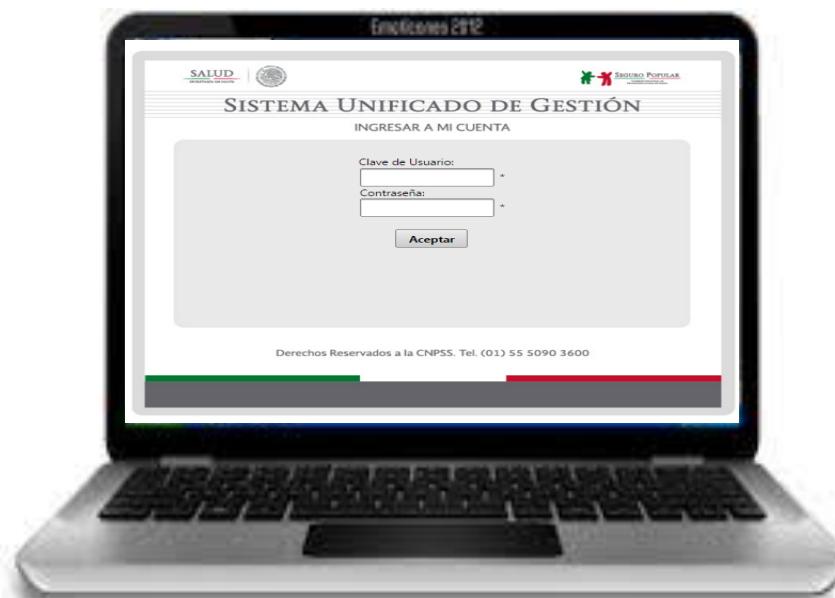 Emoticones 2012
SALUD
SEGURO POPULAR
SISTEMA UNIFICADO DE GESTIÓN
INGRESAR A MI CUENTA
Clave de Usuario:
*
Contraseña:
*
Aceptar
Derechos Reservados a la CNPSS. Tel. (01) 55 5090 3600